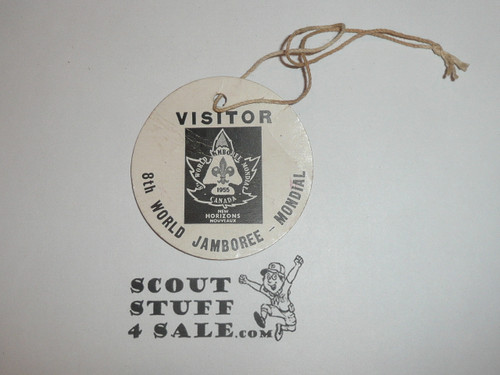 VISITOR
WORLD JAMBOREE MONDIAL
1955
CANADA
NEW
HORIZONS
NOUVEAUX
8th WORLD JAMBOREE - MONDIAL
SCOUT
STUFF
4 SALE.COM